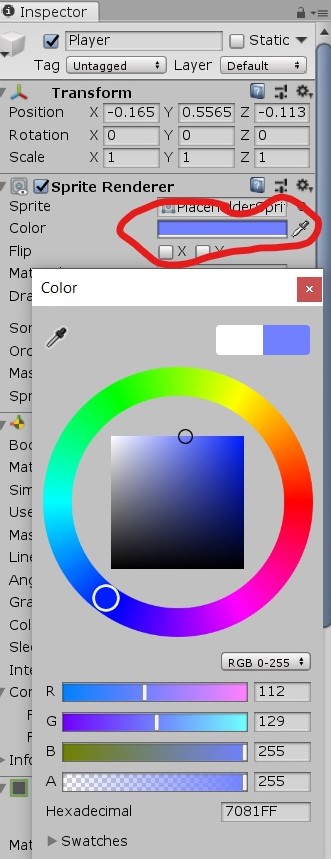 Inspector
Player
Static
Tag Untagged Layer Default
Transform
Position X -0.165 Y 0.5565 Z -0.113
Rotation X 0 Y 0 Z 0
Scale X 1 Y 1 Z 1
Sprite Renderer
Sprite PlaceholderSpri
Color
Flip X Y
Mat
Dra
Color
Sor
Ord
Mas
Spr
Bod
Mat
Sim
Use
Mas
Line
Ang
Gra
Col
Slee
Inte
Con
F
F
Info
Mat
RGB 0-255
R 112
G 129
B 255
A 255
Hexadecimal 7081FF
Swatches